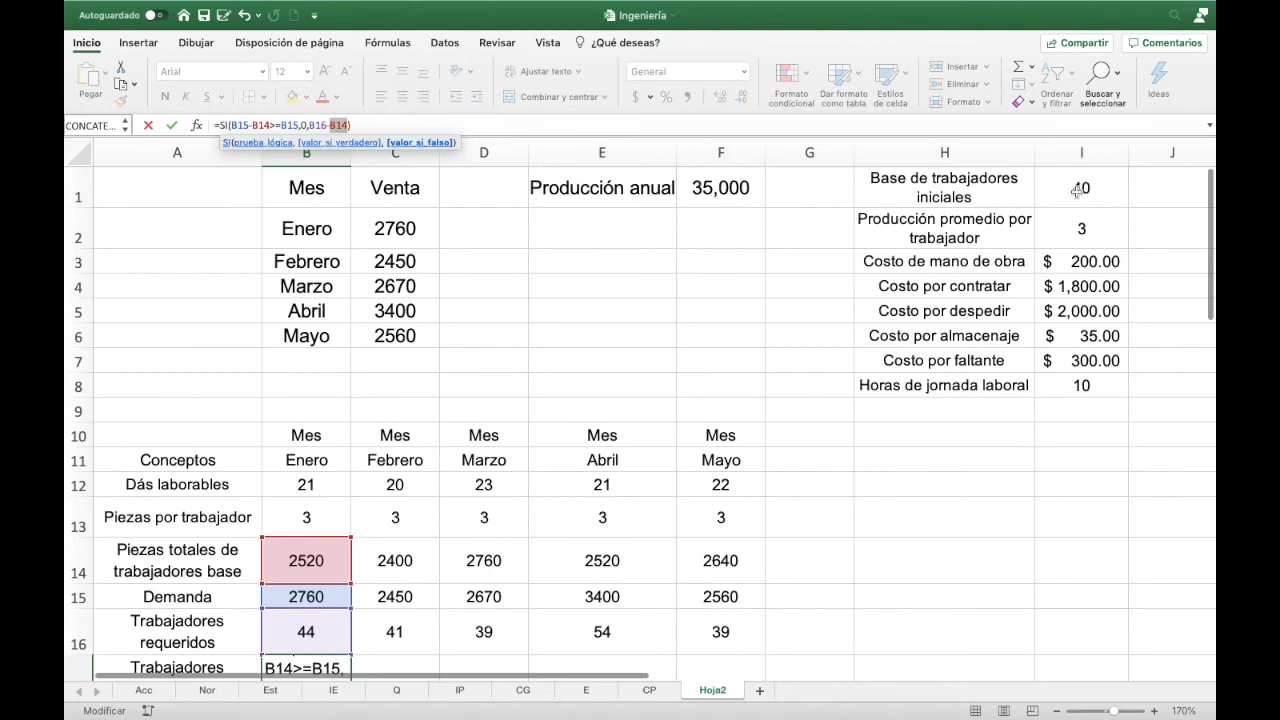 Autoguardado
Ingeniería
Inicio Insertar Dibujar Disposición de página Fórmulas Datos Revisar Vista ¿Qué deseas? Compartir Comentarios
Pegar
Arial 12 A A
N K S A
Ajustar texto
Combinar y centrar
General
$ % 9
Formato condicional
Dar formato como tabla
Estilos de celda
Insertar
Eliminar
Formato
Ordenar y filtrar
Buscar y seleccionar
Ideas
CONCATE... fx =SI(B15-B14>=B15,0,B16-B14)
SI(prueba_lógica, [valor_si_verdadero], [valor_si_falso])
A B C D E F G H I J
1 Mes Venta Producción anual 35,000 Base de trabajadores iniciales 40
2 Enero 2760 Producción promedio por trabajador 3
3 Febrero 2450 Costo de mano de obra $ 200.00
4 Marzo 2670 Costo por contratar $ 1,800.00
5 Abril 3400 Costo por despedir $ 2,000.00
6 Mayo 2560 Costo por almacenaje $ 35.00
7 Costo por faltante $ 300.00
8 Horas de jornada laboral 10
9
10 Mes Mes Mes Mes Mes
11 Conceptos Enero Febrero Marzo Abril Mayo
12 Dás laborables 21 20 23 21 22
13 Piezas por trabajador 3 3 3 3 3
14 Piezas totales de trabajadores base 2520 2400 2760 2520 2640
15 Demanda 2760 2450 2670 3400 2560
16 Trabajadores requeridos 44 41 39 54 39
Trabajadores B14>=B15,
Acc Nor Est IE Q IP CG E CP Hoja2
Modificar 170%